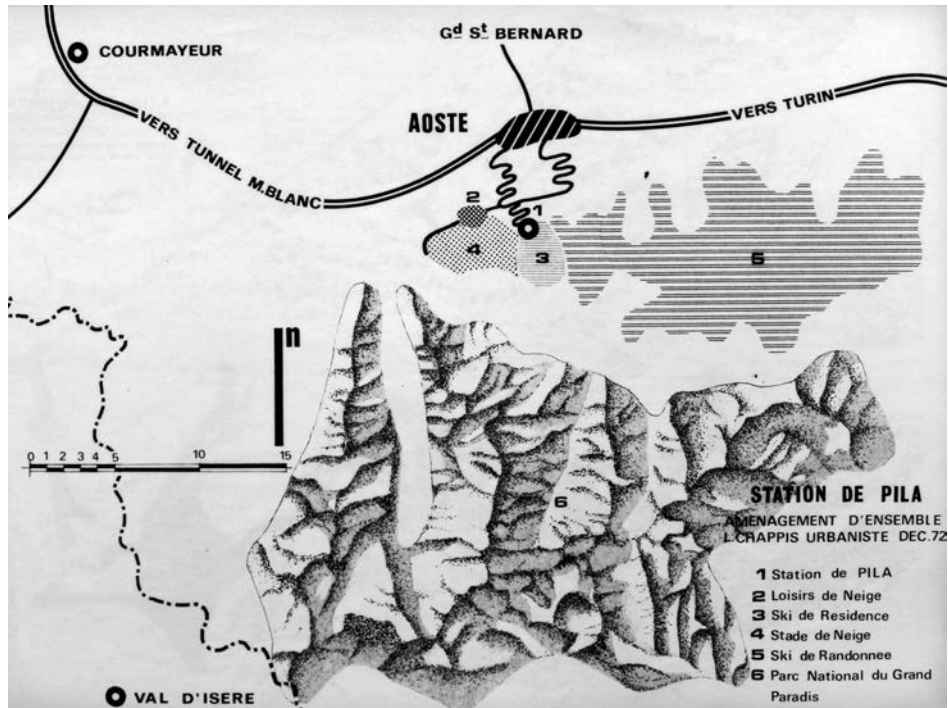 Gd St BERNARD
COURMAYEUR
AOSTE
VERS TURIN
VERS TUNNEL M.BLANC
2
1
4
3
5
n
0 1 2 3 4 5 10 15
6
STATION DE PILA
AMENAGEMENT D'ENSEMBLE
L.CHAPPIS URBANISTE DEC.72
1 Station de PILA
2 Loisirs de Neige
3 Ski de Residence
4 Stade de Neige
5 Ski de Randonnee
6 Parc National du Grand
Paradis
VAL D'ISERE